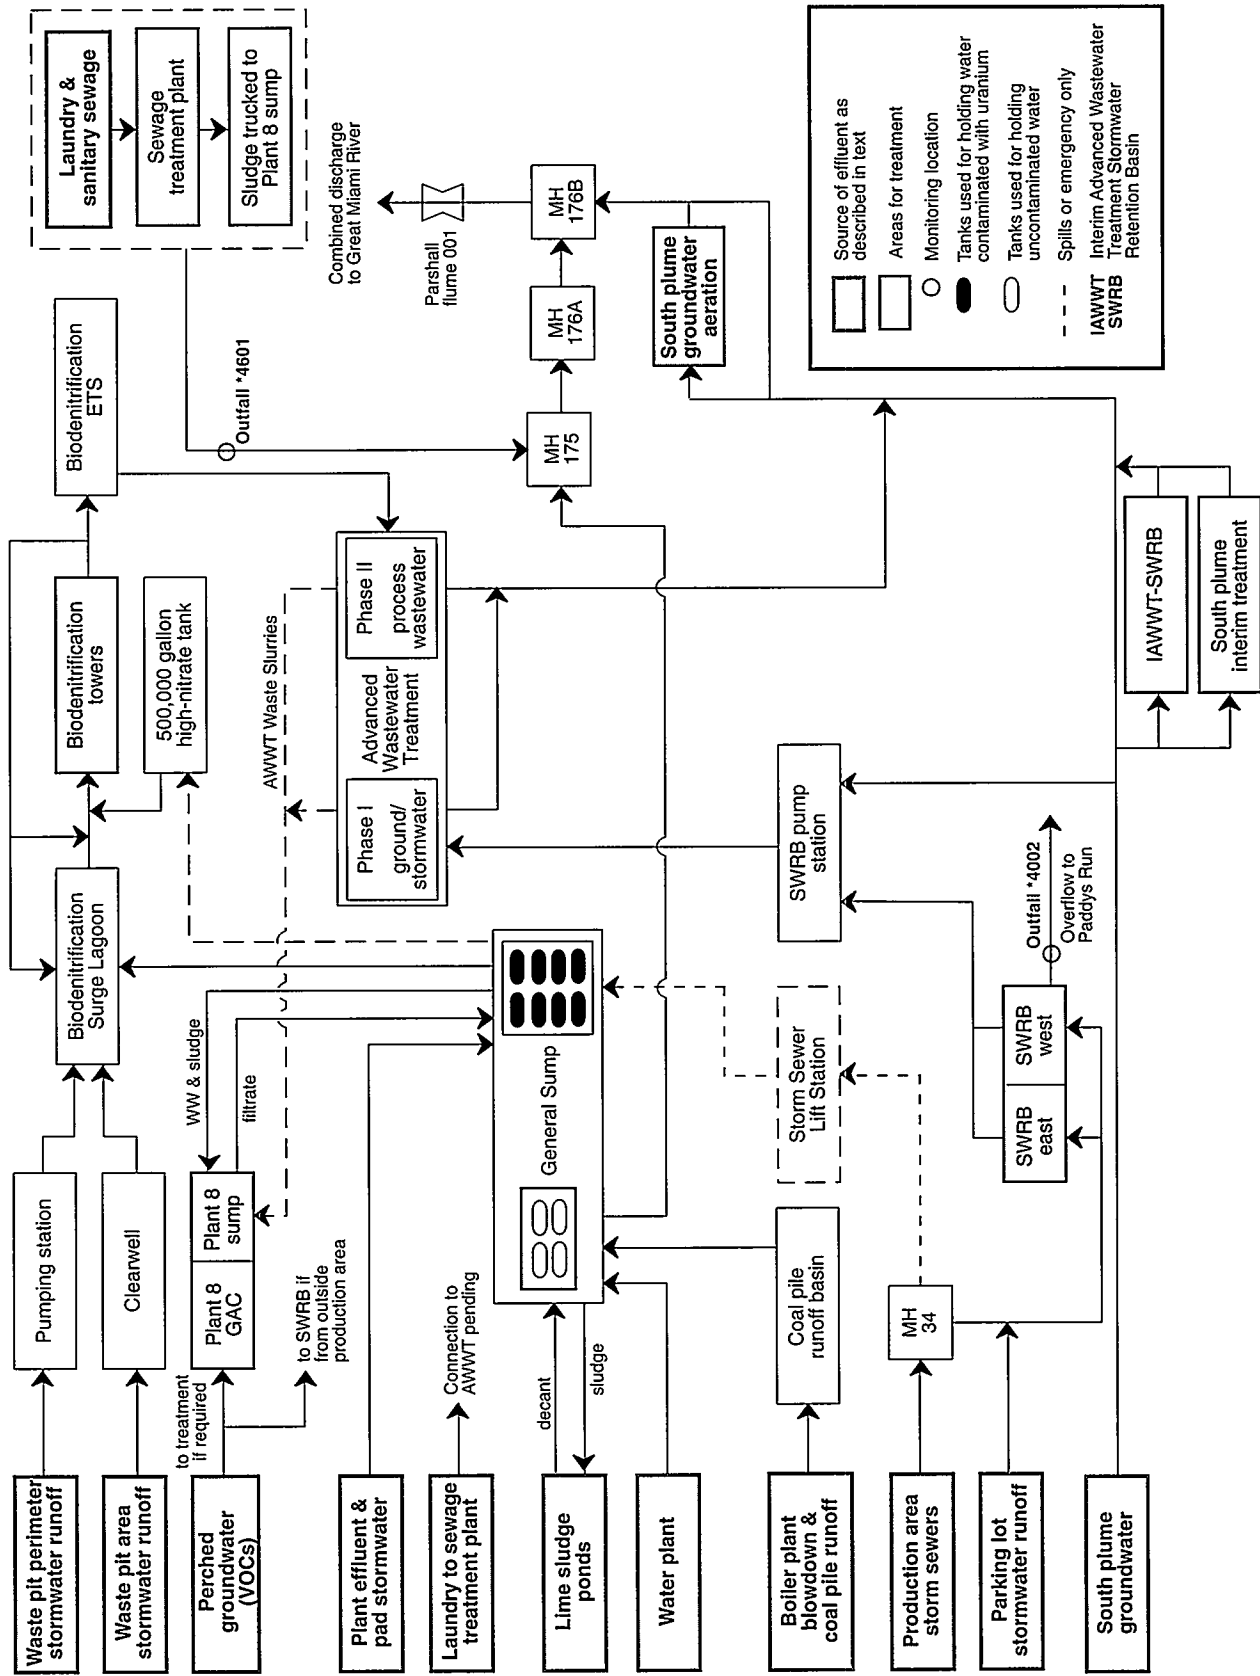 Waste pit perimeter
stormwater runoff
Waste pit area
stormwater runoff
Perched
groundwater
(VOCs)
Plant effluent &
pad stormwater
Laundry to sewage
treatment plant
Lime sludge
ponds
Water plant
Boiler plant
blowdown &
coal pile runoff
Production area
storm sewers
Parking lot
stormwater runoff
South plume
groundwater
to treatment
if required
Pumping station
Clearwell
Plant 8
GAC
Plant 8
sump
to SWRB if
from outside
production area
Connection to
AWWT pending
decant
sludge
WW & sludge
filtrate
General Sump
Coal pile
runoff basin
MH
34
Storm Sewer
Lift Station
SWRB
east
SWRB
west
Outfall *4002
Overflow to
Paddys Run
Biodenitrification
Surge Lagoon
Biodenitrification
towers
500,000 gallon
high-nitrate tank
Biodenitrification
ETS
AWWT Waste Slurries
Phase I
ground/
stormwater
Advanced
Wastewater
Treatment
Phase II
process
wastewater
SWRB pump
station
IAWWT-SWRB
South plume
interim treatment
Laundry &
sanitary sewage
Sewage
treatment plant
Sludge trucked to
Plant 8 sump
Outfall *4601
MH
175
MH
176A
MH
176B
Parshall
flume 001
Combined discharge
to Great Miami River
South plume
groundwater
aeration
Source of effluent as
described in text
Areas for treatment
Monitoring location
Tanks used for holding water
contaminated with uranium
Tanks used for holding
uncontaminated water
Spills or emergency only
IAWWT
SWRB
Interim Advanced Wastewater
Treatment Stormwater
Retention Basin